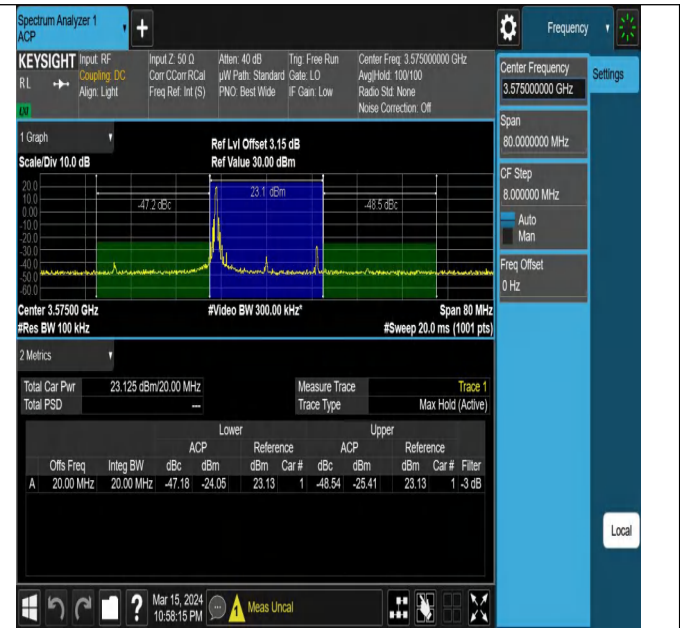 Spectrum Analyzer 1
ACP
+
Frequency
KEYSIGHT
RL
Input: RF
Coupling: DC
Align: Light
Input Z: 50 Ω
Corr CCorr RCal
Freq Ref: Int (S)
Atten: 40 dB
µW Path: Standard
PNO: Best Wide
Trig: Free Run
Gate: LO
IF Gain: Low
Center Freq: 3.575000000 GHz
Avg|Hold: 100/100
Radio Std: None
Noise Correction: Off
Center Frequency
3.575000000 GHz
Settings
Span
80.0000000 MHz
CF Step
8.000000 MHz
Auto
Man
Freq Offset
0 Hz
1 Graph
Scale/Div 10.0 dB
Ref Lvl Offset 3.15 dB
Ref Value 30.00 dBm
20.0
10.0
0.00
-10.0
-20.0
-30.0
-40.0
-50.0
-60.0
-47.2 dBc
23.1 dBm
-48.5 dBc
Center 3.57500 GHz
#Video BW 300.00 kHz*
Span 80 MHz
#Res BW 100 kHz
#Sweep 20.0 ms (1001 pts)
2 Metrics
Total Car Pwr 23.125 dBm/20.00 MHz
Total PSD ---
Measure Trace Trace 1
Trace Type Max Hold (Active)
Lower Upper
ACP Reference ACP Reference
Offs Freq Integ BW dBc dBm dBm Car # dBc dBm dBm Car # Filter
A 20.00 MHz 20.00 MHz -47.18 -24.05 23.13 1 -48.54 -25.41 23.13 1 -3 dB
Local
?
Mar 15, 2024
10:58:15 PM
1
Meas Uncal